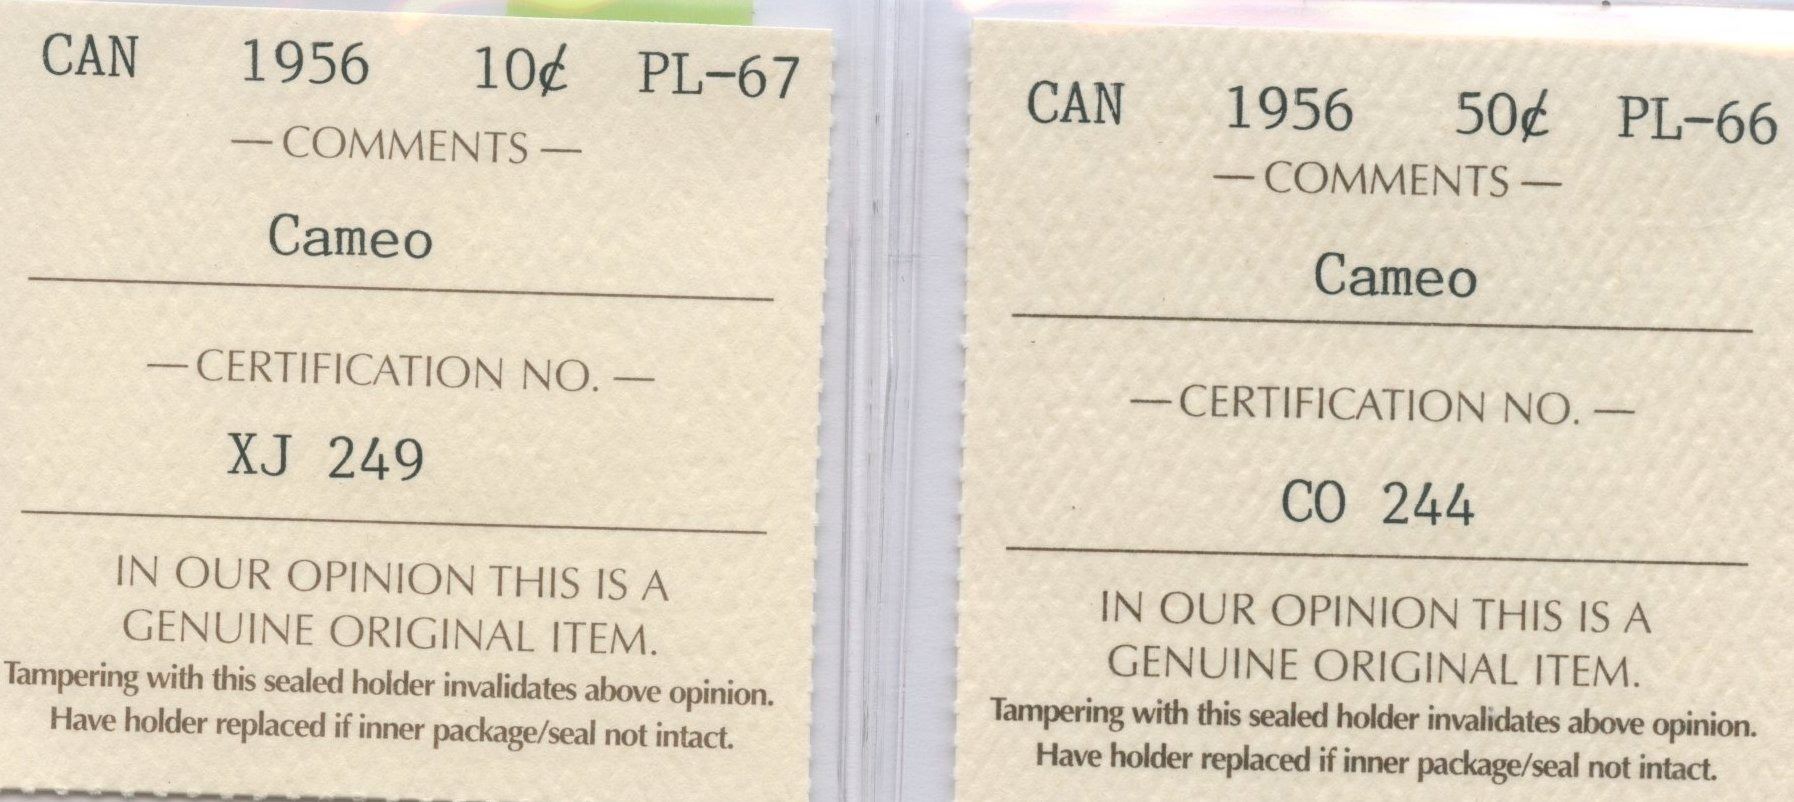 CAN 1956 10¢ PL-67
— COMMENTS —
Cameo
— CERTIFICATION NO. —
XJ 249
IN OUR OPINION THIS IS A
GENUINE ORIGINAL ITEM.
Tampering with this sealed holder invalidates above opinion.
Have holder replaced if inner package/seal not intact.
CAN 1956 50¢ PL-66
— COMMENTS —
Cameo
— CERTIFICATION NO. —
CO 244
IN OUR OPINION THIS IS A
GENUINE ORIGINAL ITEM.
Tampering with this sealed holder invalidates above opinion.
Have holder replaced if inner package/seal not intact.